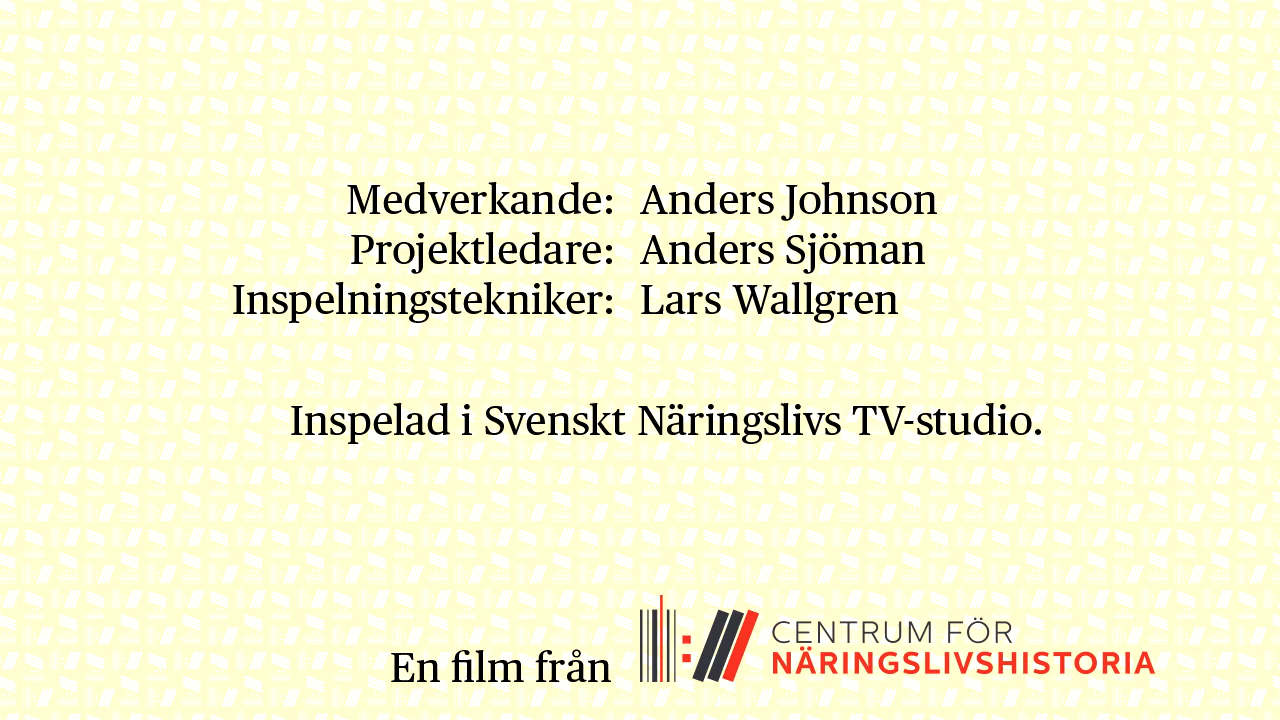 Medverkande: Anders Johnson
Projektledare: Anders Sjöman
Inspelningstekniker: Lars Wallgren
Inspelad i Svenskt Näringslivs TV-studio.
En film från
CENTRUM FÖR
NÄRINGSLIVSHISTORIA